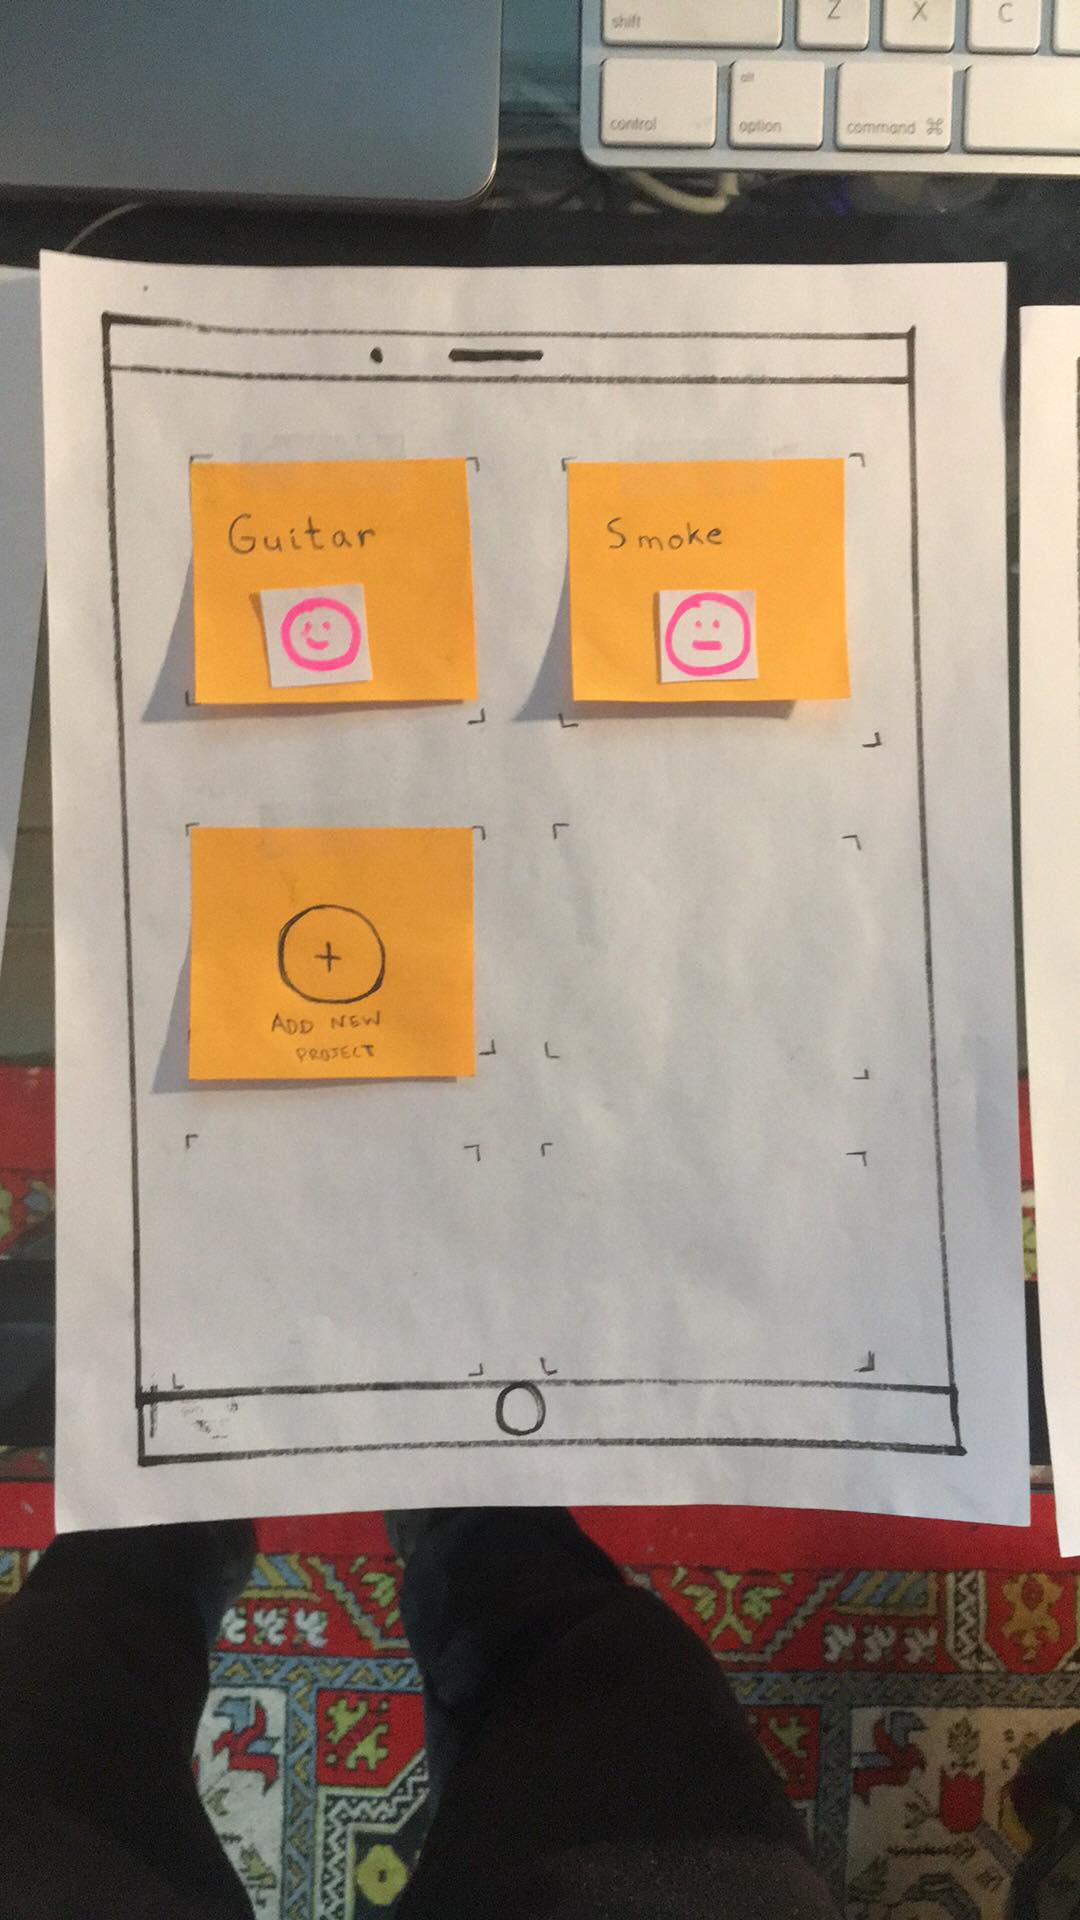 shift
Z
X
C
control
alt
option
command ⌘
Guitar
Smoke
+
ADD NEW
PROJECT